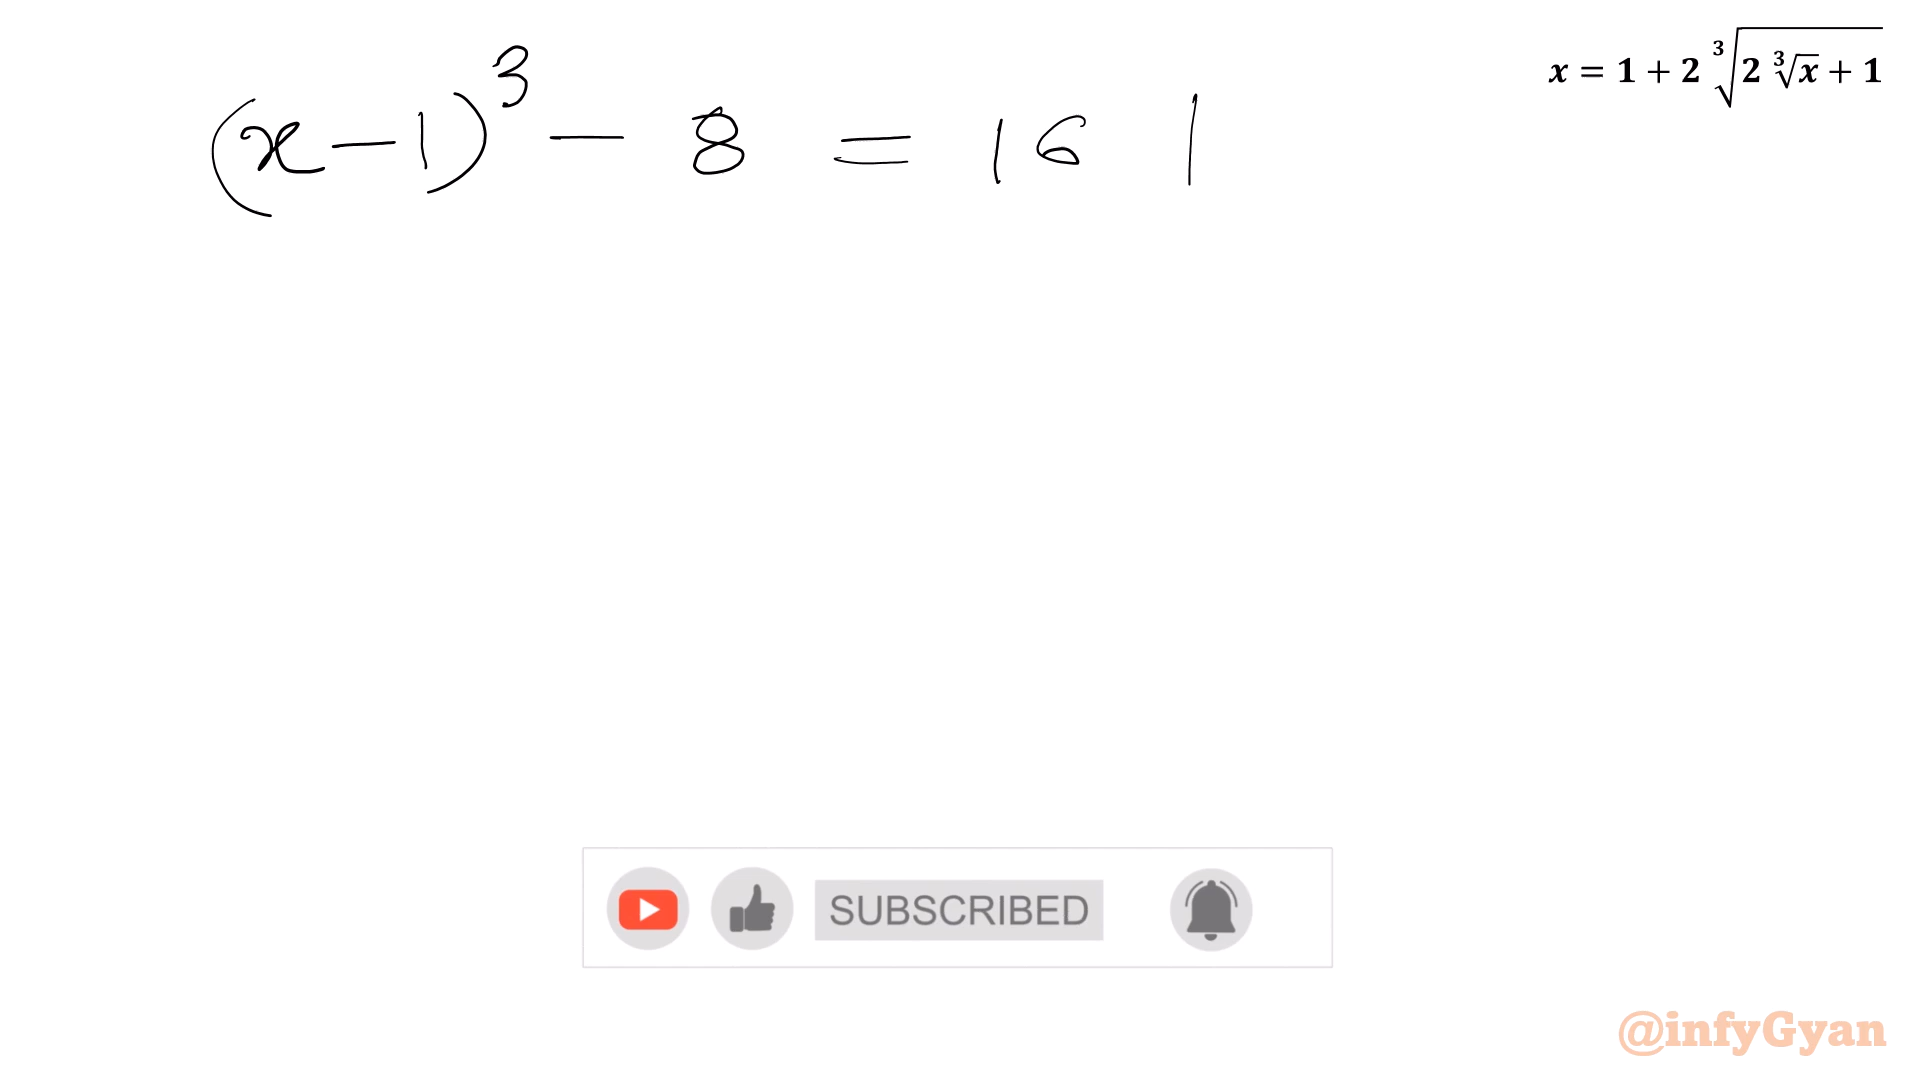 x = 1 + 2 ∛(2 ∛x + 1)
(x − 1)³ − 8 = 16 |
SUBSCRIBED
@infyGyan